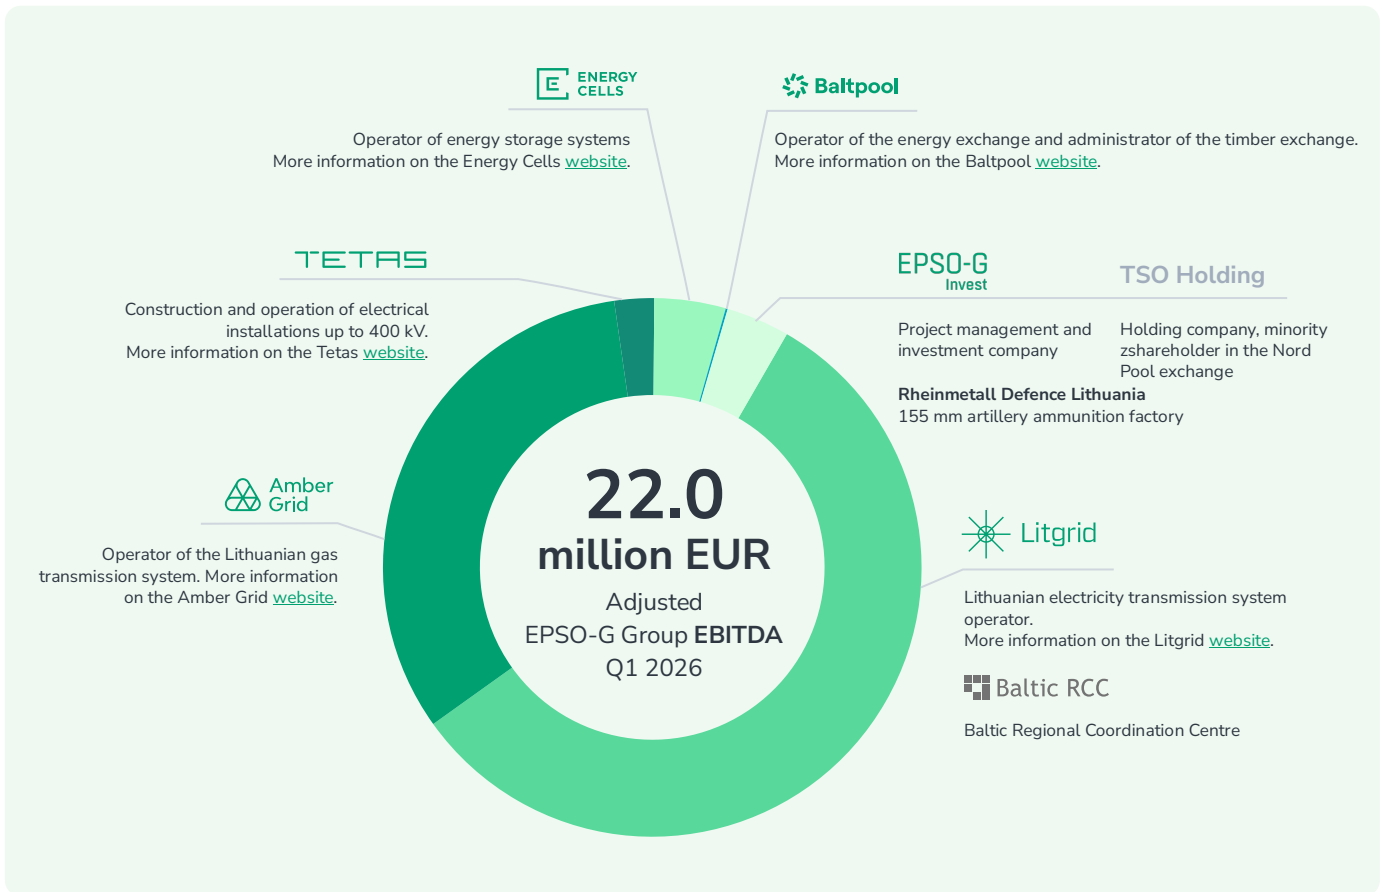 ENERGY
CELLS
Operator of energy storage systems
More information on the Energy Cells website.
Baltpool
Operator of the energy exchange and administrator of the timber exchange.
More information on the Baltpool website.
TETAS
Construction and operation of electrical
installations up to 400 kV.
More information on the Tetas website.
EPSO-G
Invest
Project management and
investment company
TSO Holding
Holding company, minority
zshareholder in the Nord
Pool exchange
Rheinmetall Defence Lithuania
155 mm artillery ammunition factory
Amber
Grid
Operator of the Lithuanian gas
transmission system. More information
on the Amber Grid website.
22.0
million EUR
Adjusted
EPSO-G Group EBITDA
Q1 2026
Litgrid
Lithuanian electricity transmission system
operator.
More information on the Litgrid website.
Baltic RCC
Baltic Regional Coordination Centre